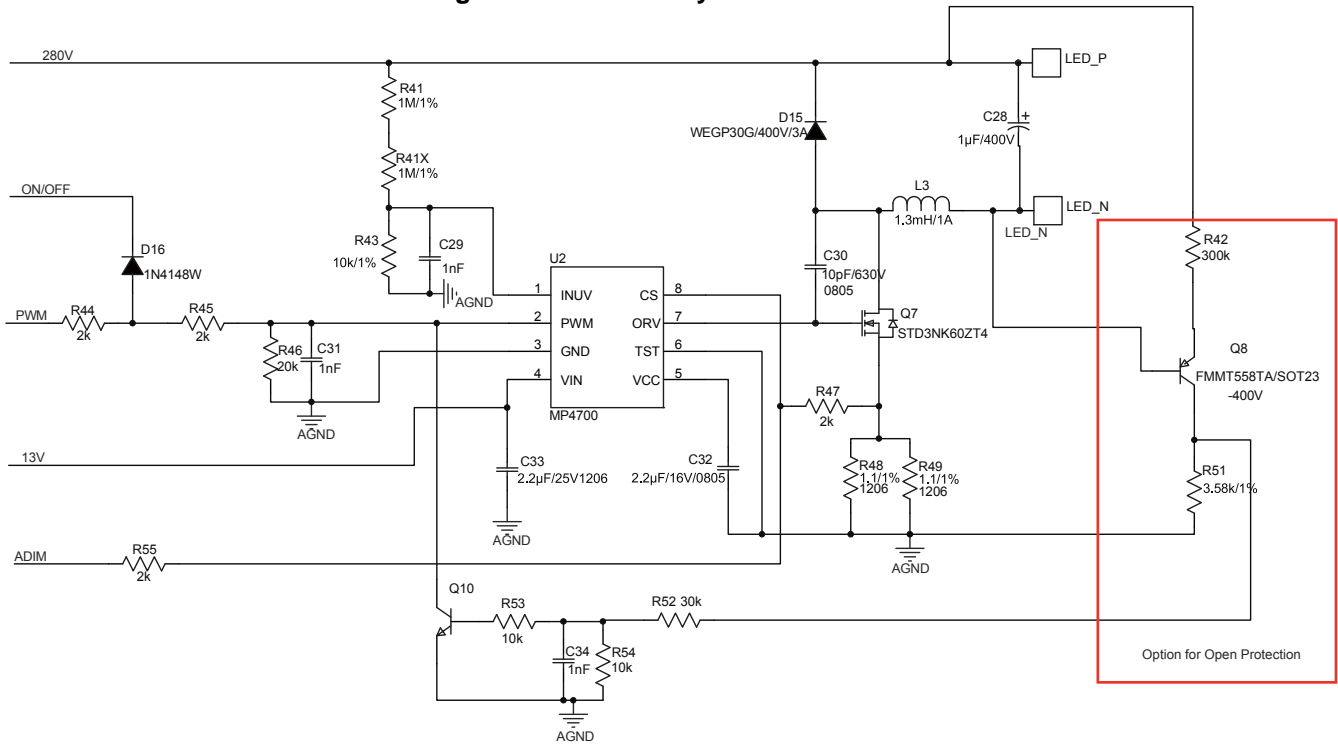 280V
LED_P
R41
1M/1%
D15
WEGP30G/400V/3A
C28
+
1µF/400V
R41X
1M/1%
ON/OFF
L3
1.3mH/1A
LED_N
LED_N
R42
300k
D16
1N4148W
R43
10k/1%
C29
1nF
AGND
C30
10pF/630V
0805
U2
1 INUV CS 8
2 PWM ORV 7
3 GND TST 6
4 VIN VCC 5
MP4700
PWM
R44
2k
R45
2k
R46
20k
C31
1nF
AGND
Q7
STD3NK60ZT4
Q8
FMMT558TA/SOT23
-400V
R47
2k
13V
C33
2.2µF/25V1206
AGND
C32
2.2µF/16V/0805
R48
1.1/1%
1206
R49
1.1/1%
1206
AGND
R51
3.58k/1%
ADIM
R55
2k
Q10
R53
10k
R52 30k
C34
1nF
R54
10k
AGND
Option for Open Protection